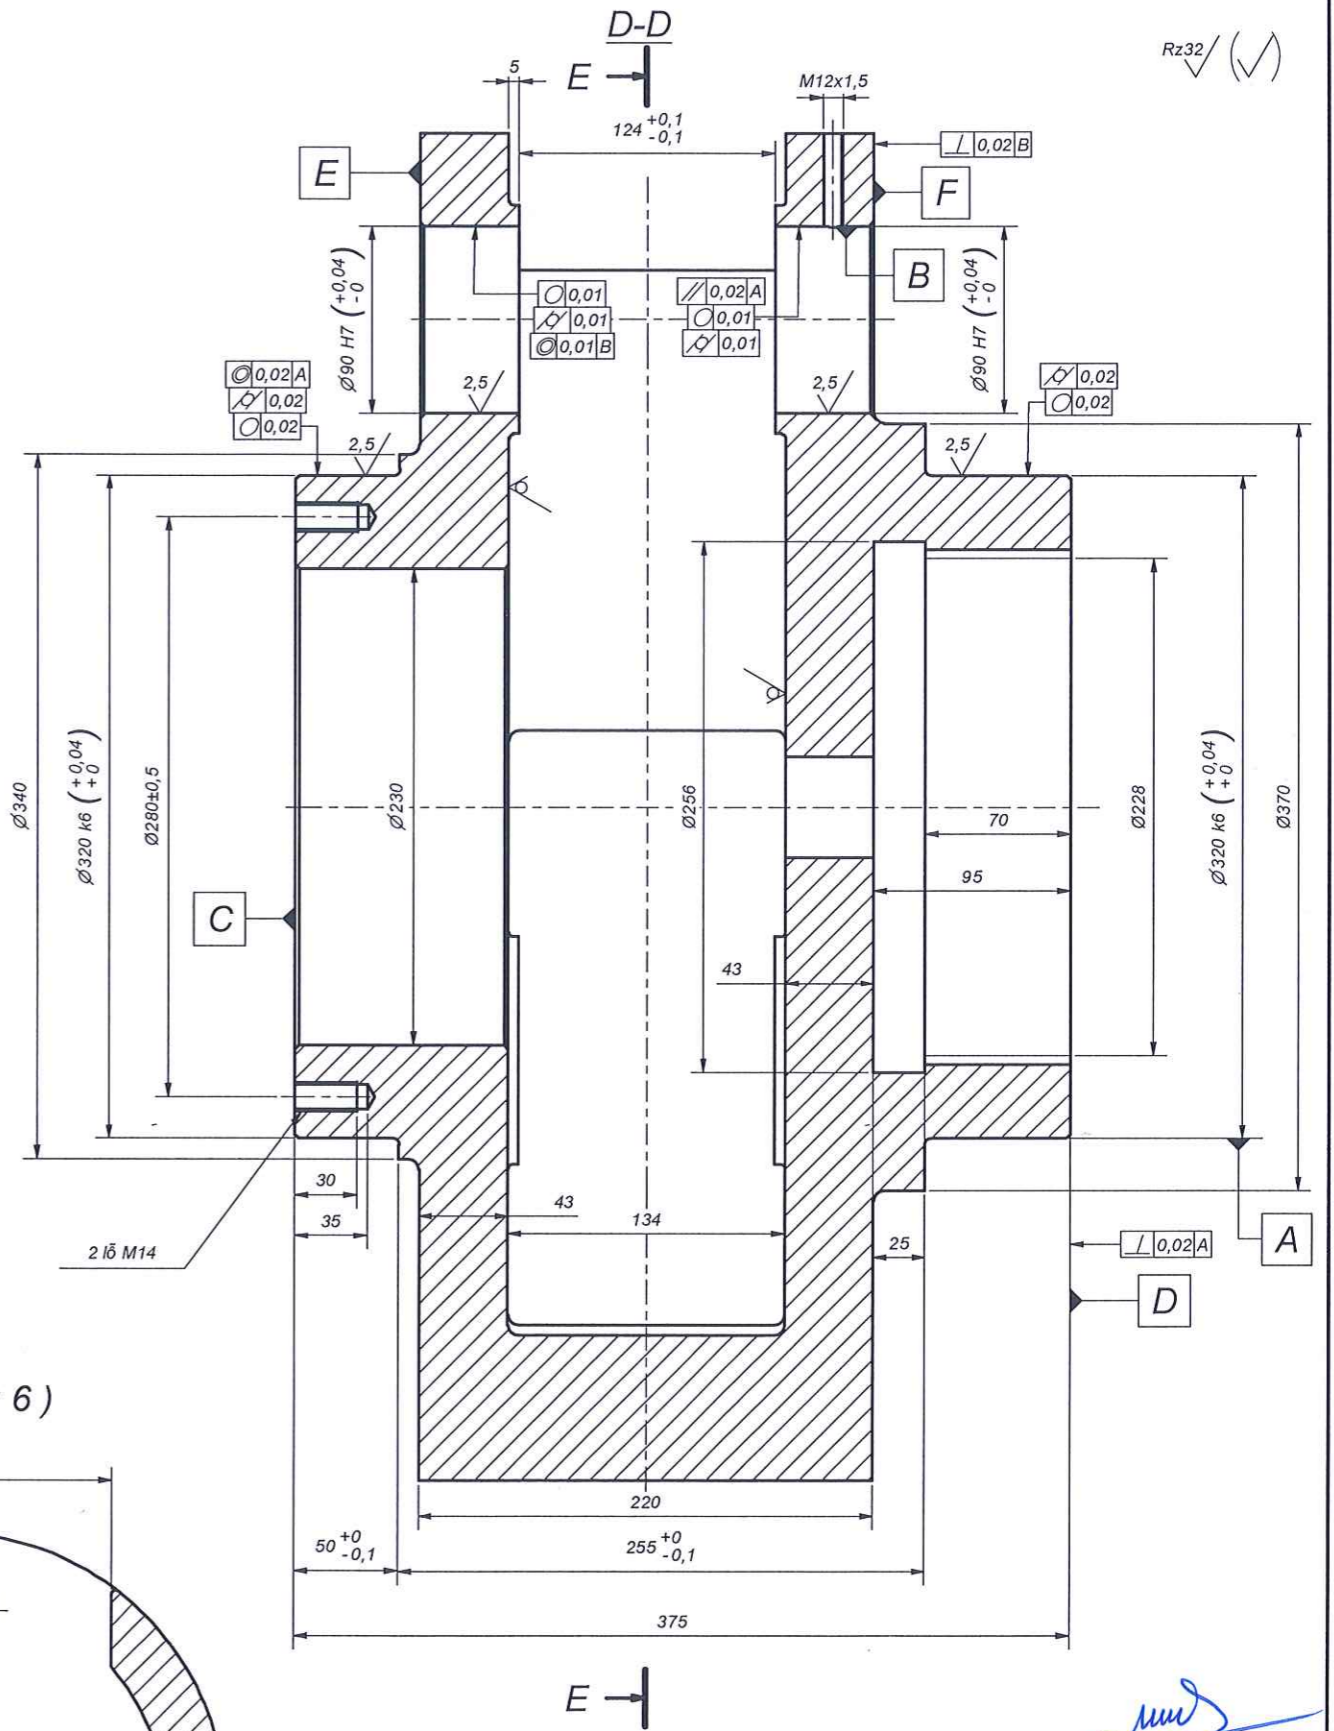 D-D
E
Rz32
5
M12x1,5
124 +0,1 -0,1
⊥ 0,02 B
E
F
B
Ø90 H7 ( +0,04 -0 )
○ 0,01
⌭ 0,01
◎ 0,01 B
// 0,02 A
○ 0,01
⌭ 0,01
Ø90 H7 ( +0,04 -0 )
◎ 0,02 A
⌭ 0,02
○ 0,02
⌭ 0,02
○ 0,02
2,5
2,5
2,5
2,5
Ø340
Ø320 k6 ( +0,04 +0 )
Ø280±0,5
Ø230
Ø256
70
95
Ø228
Ø320 k6 ( +0,04 +0 )
Ø370
C
43
30
35
43
134
25
2 lỗ M14
⊥ 0,02 A
A
D
6 )
220
50 +0 -0,1
255 +0 -0,1
375
E